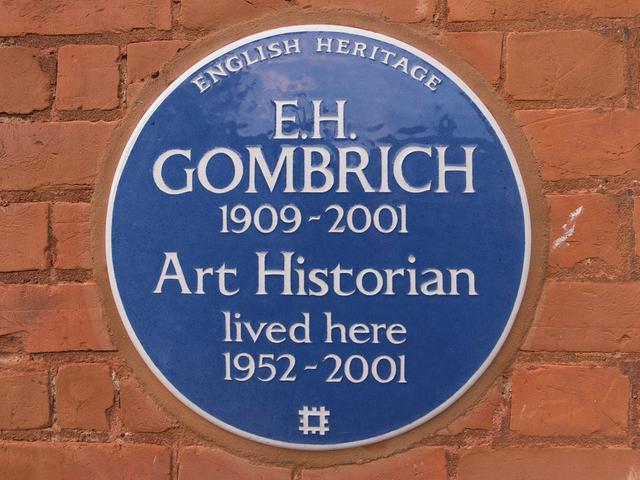 ENGLISH HERITAGE
E.H.
GOMBRICH
1909-2001
Art Historian
lived here
1952-2001